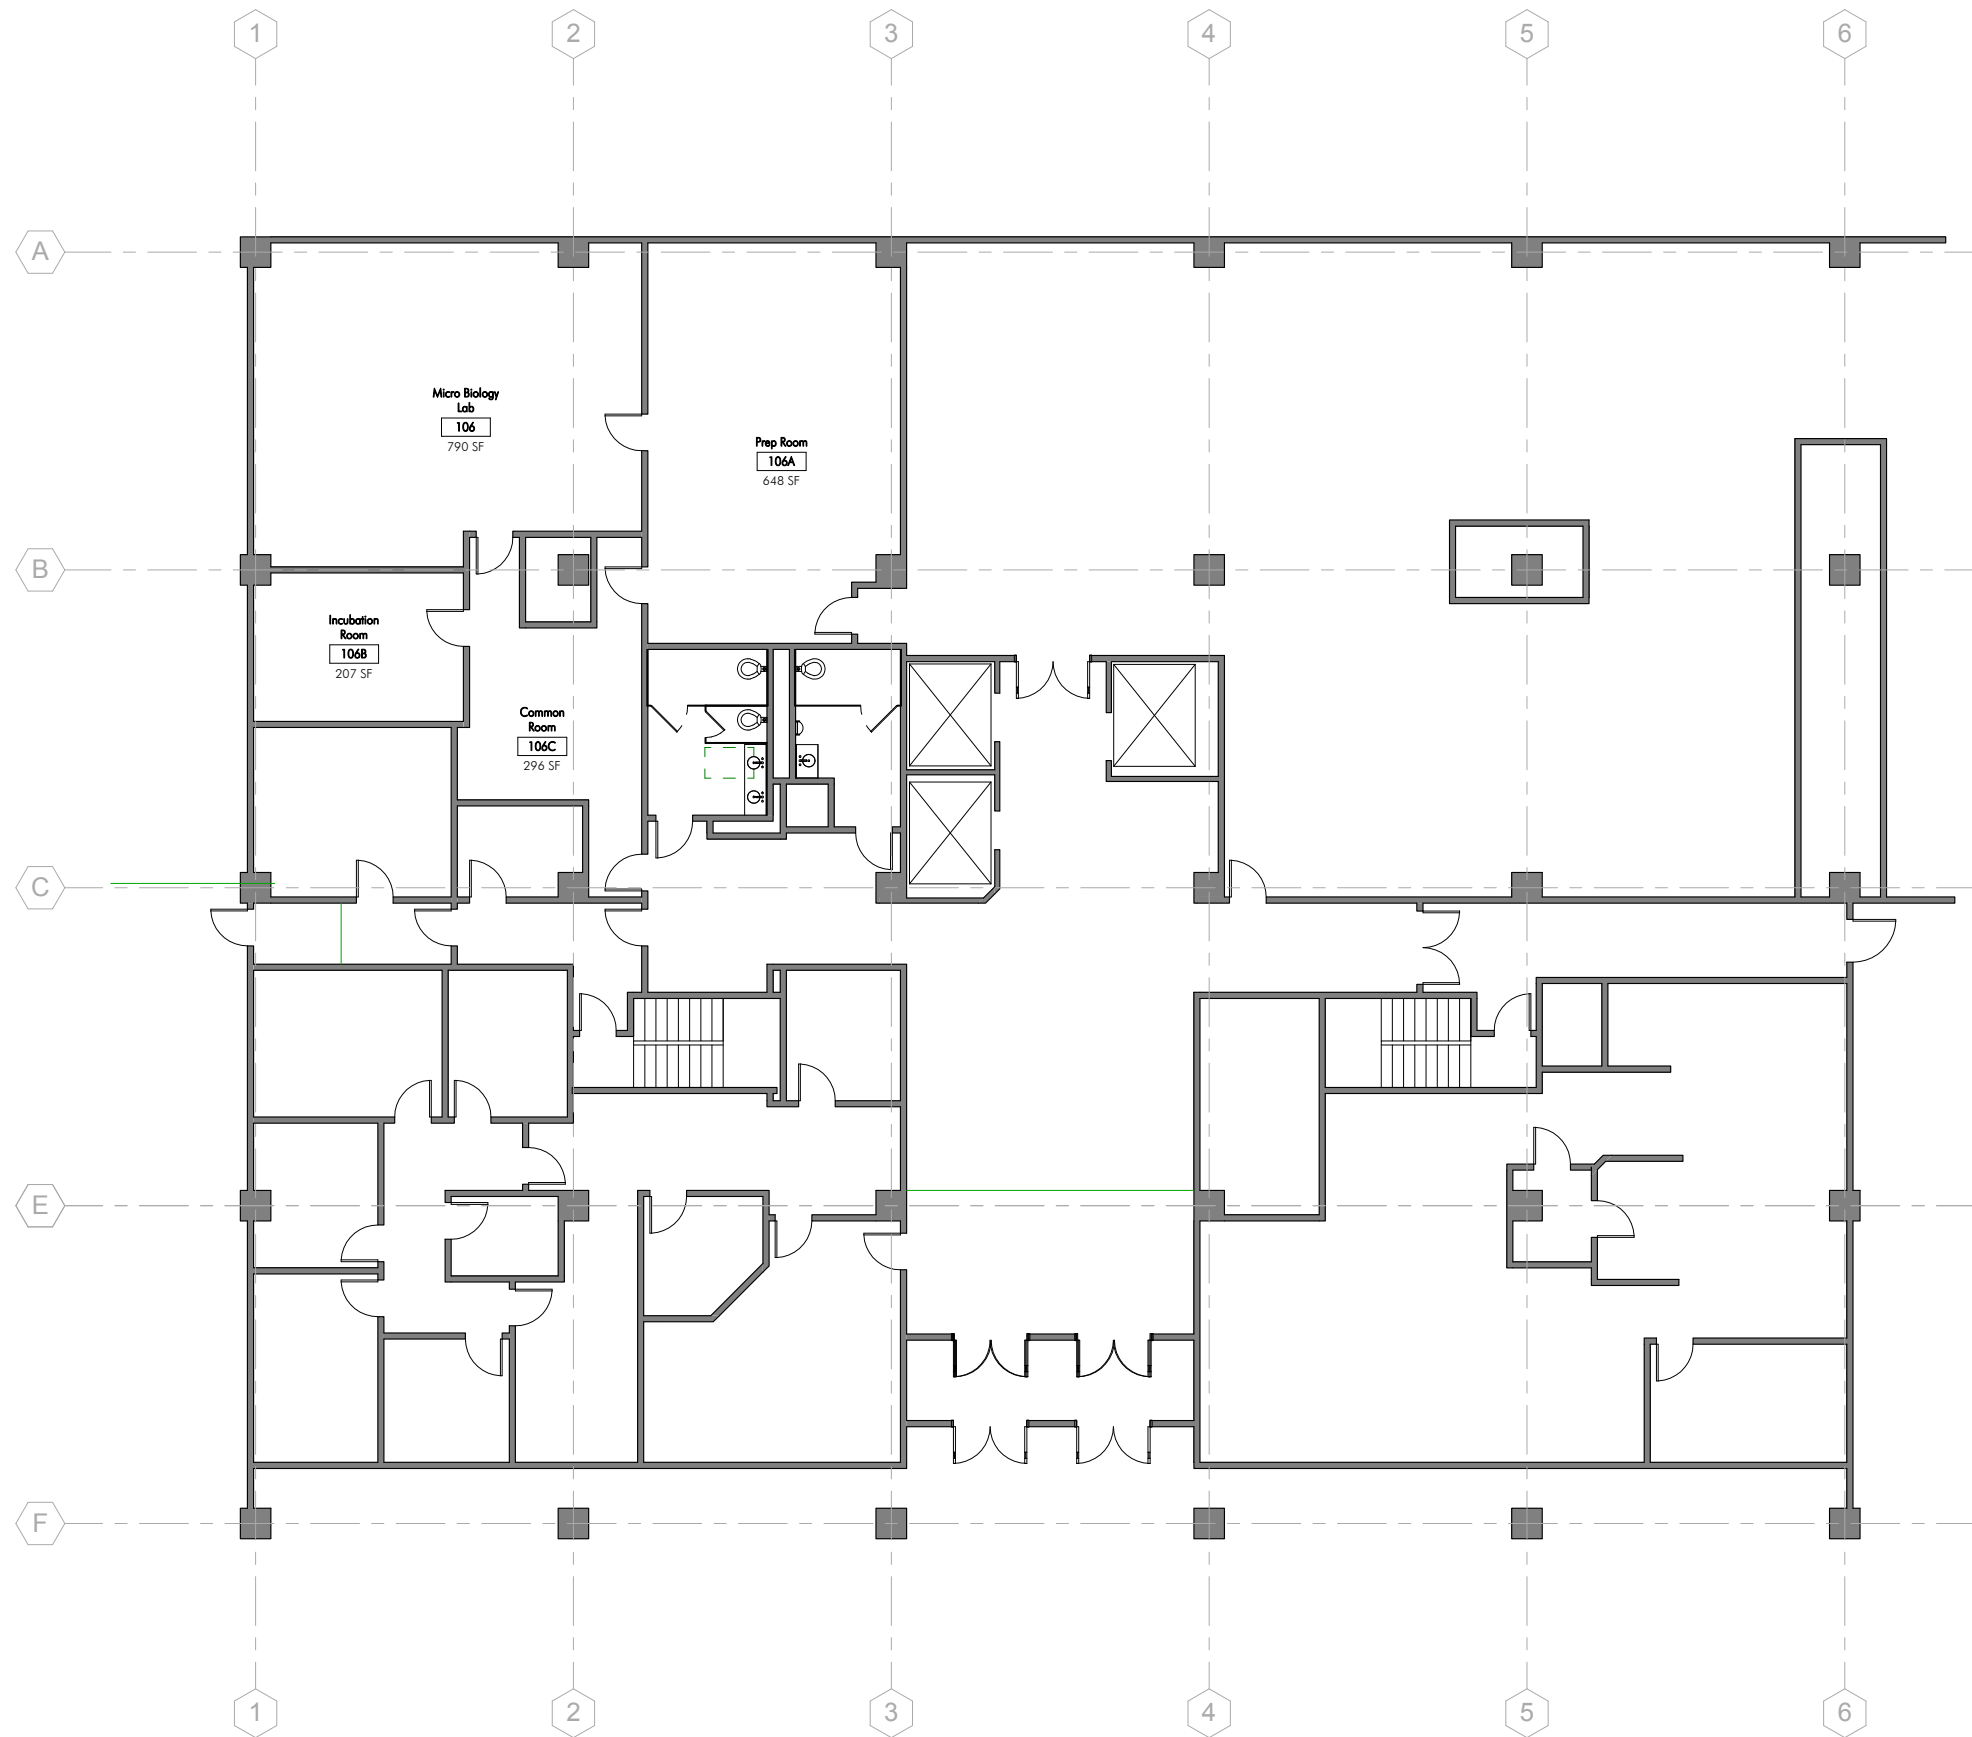 1 2 3 4 5 6
A
Micro Biology
Lab
106
790 SF
Prep Room
106A
648 SF
B
Incubation
Room
106B
207 SF
Common
Room
106C
296 SF
C
E
F
1 2 3 4 5 6